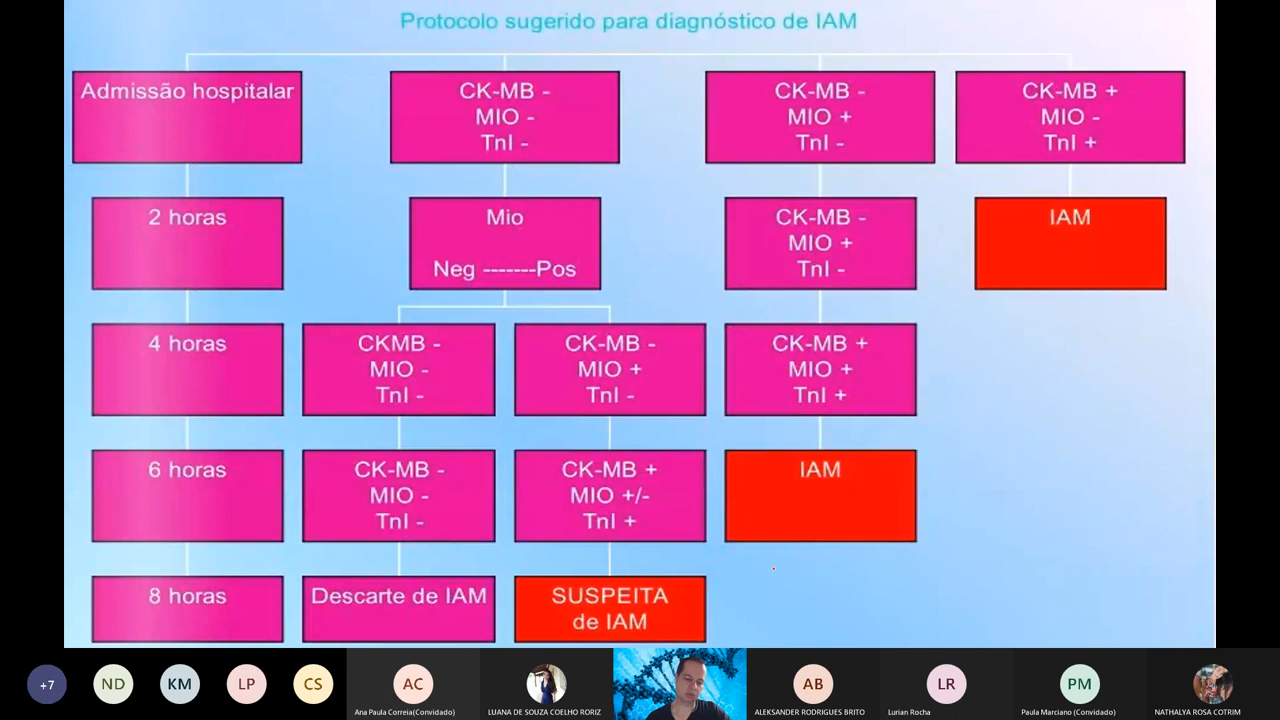 Protocolo sugerido para diagnóstico de IAM
Admissão hospitalar
CK-MB -
MIO -
TnI -
CK-MB -
MIO +
TnI -
CK-MB +
MIO -
TnI +
2 horas
Mio
Neg -------Pos
CK-MB -
MIO +
TnI -
IAM
4 horas
CKMB -
MIO -
TnI -
CK-MB -
MIO +
TnI -
CK-MB +
MIO +
TnI +
6 horas
CK-MB -
MIO -
TnI -
CK-MB +
MIO +/-
TnI +
IAM
8 horas
Descarte de IAM
SUSPEITA
de IAM
+7
ND
KM
LP
CS
AC
Ana Paula Correia(Convidado)
LUANA DE SOUZA COELHO RORIZ
AB
ALEKSANDER RODRIGUES BRITO
LR
Lurian Rocha
PM
Paula Marciano (Convidado)
NATHALYA ROSA COTRIM